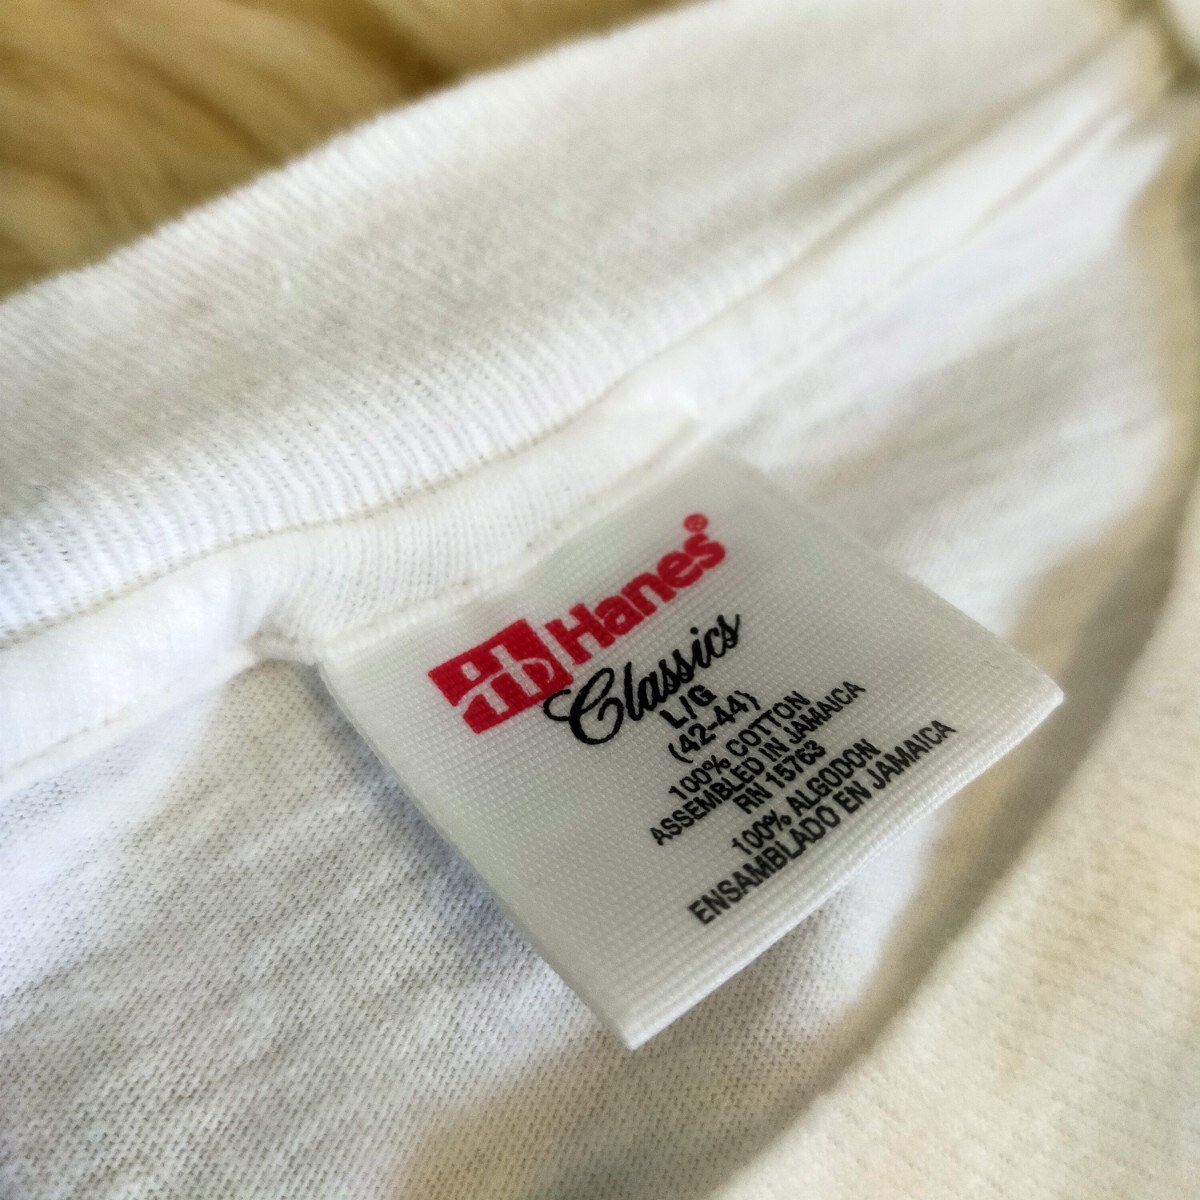 Hanes®
Classics
L/G
(42-44)
100% COTTON
ASSEMBLED IN JAMAICA
RN 15763
100% ALGODON
ENSAMBLADO EN JAMAICA